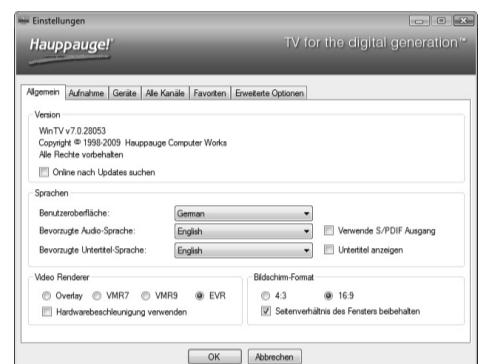 Einstellungen
Hauppauge!
TV for the digital generation™
Allgemein Aufnahme Geräte Alle Kanäle Favoriten Erweiterte Optionen
Version
WinTV v7.0.28053
Copyright © 1998-2009 Hauppauge Computer Works
Alle Rechte vorbehalten
Online nach Updates suchen
Sprachen
Benutzeroberfläche: German
Bevorzugte Audio-Sprache: English Verwende S/PDIF Ausgang
Bevorzugte Untertitel-Sprache: English Untertitel anzeigen
Video Renderer Bildschirm-Format
Overlay VMR7 VMR9 EVR 4:3 16:9
Hardwarebeschleunigung verwenden Seitenverhältnis des Fensters beibehalten
OK Abbrechen